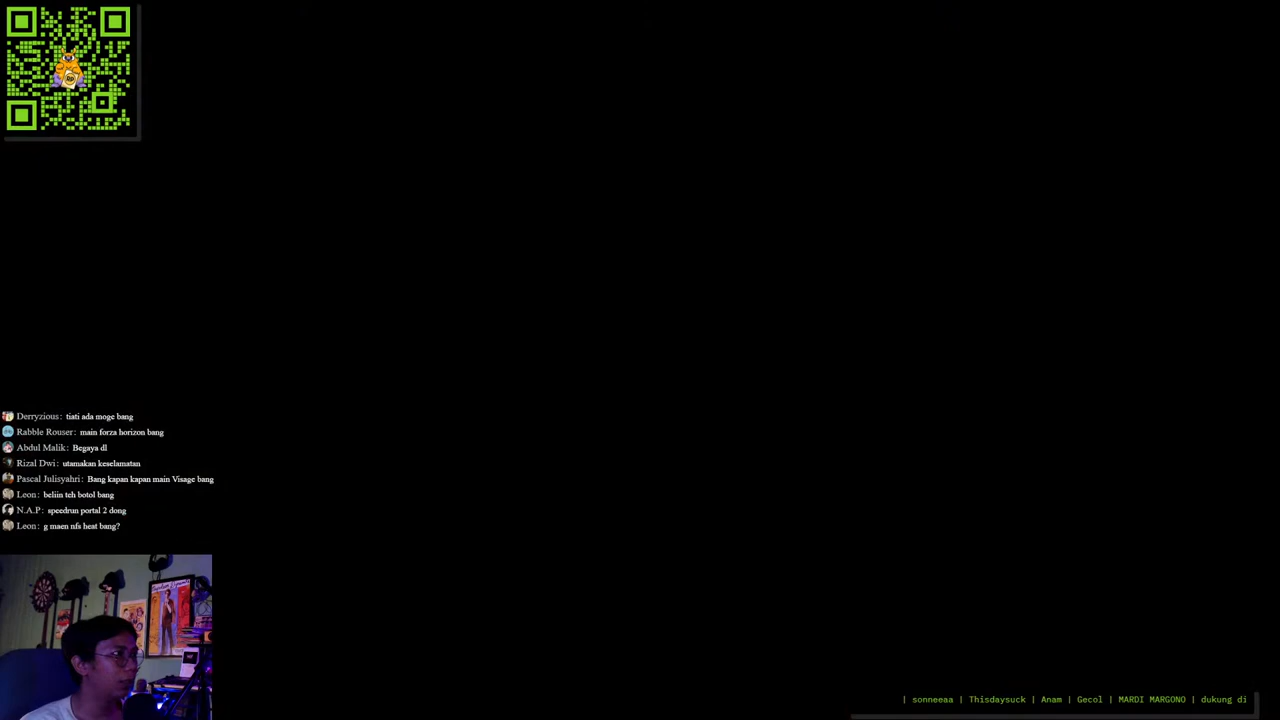 Derryzious: tiati ada moge bang
Rabble Rouser: main forza horizon bang
Abdul Malik: Begaya dl
Rizal Dwi: utamakan keselamatan
Pascal Julisyahri: Bang kapan kapan main Visage bang
Leon: beliin teh botol bang
N.A.P: speedrun portal 2 dong
Leon: g maen nfs heat bang?
| sonneeaa | Thisdaysuck | Anam | Gecol | MARDI MARGONO | dukung di